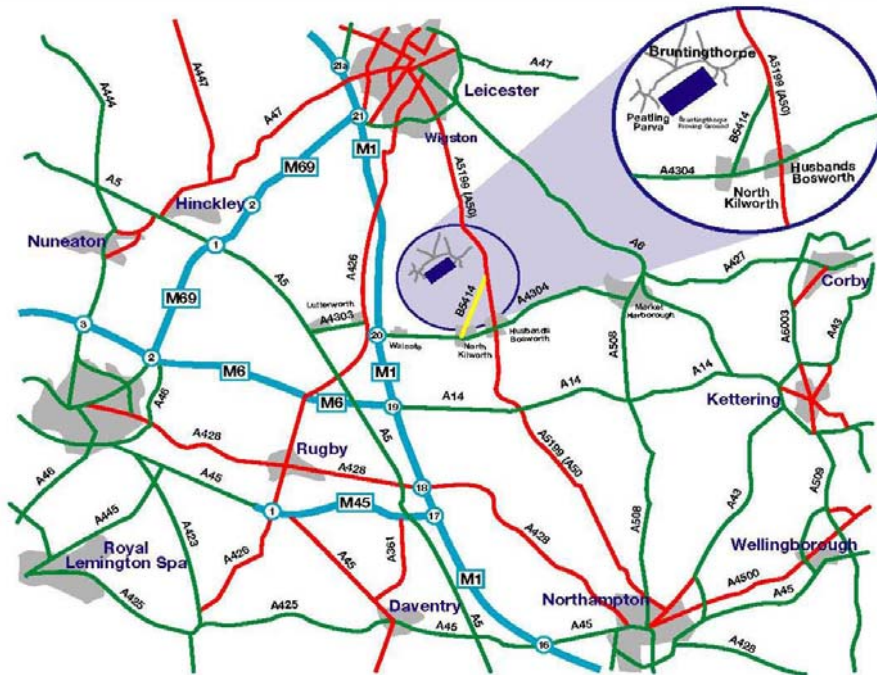 A447
A444
A47
21a
A47
Leicester
21
Wigston
M1
M69
A5
Hinckley
2
Nuneaton
1
A5199 (A50)
A426
A5
M69
Lutterworth
A4303
B5414
A4304
A6
A427
Corby
3
20
Walcote
North
Kilworth
Husbands
Bosworth
Market
Harborough
A508
A6003
A43
2
M6
M1
A14
M6
19
A14
A14
A14
Kettering
A46
A428
A5
A5199 (A50
Rugby
A428
A46
A45
18
A43
A509
A445
1
M45
17
A428
A508
Royal
Lemington Spa
A423
A426
A45
A361
M1
Wellingborough
A4500
A45
A425
A425
Daventry
A45
A5
16
A45
Northampton
A428
Bruntingthorpe
A5199 (A50)
Peatling
Parva
Bruntingthorpe
Proving Ground
B5414
A4304
North
Kilworth
Husbands
Bosworth